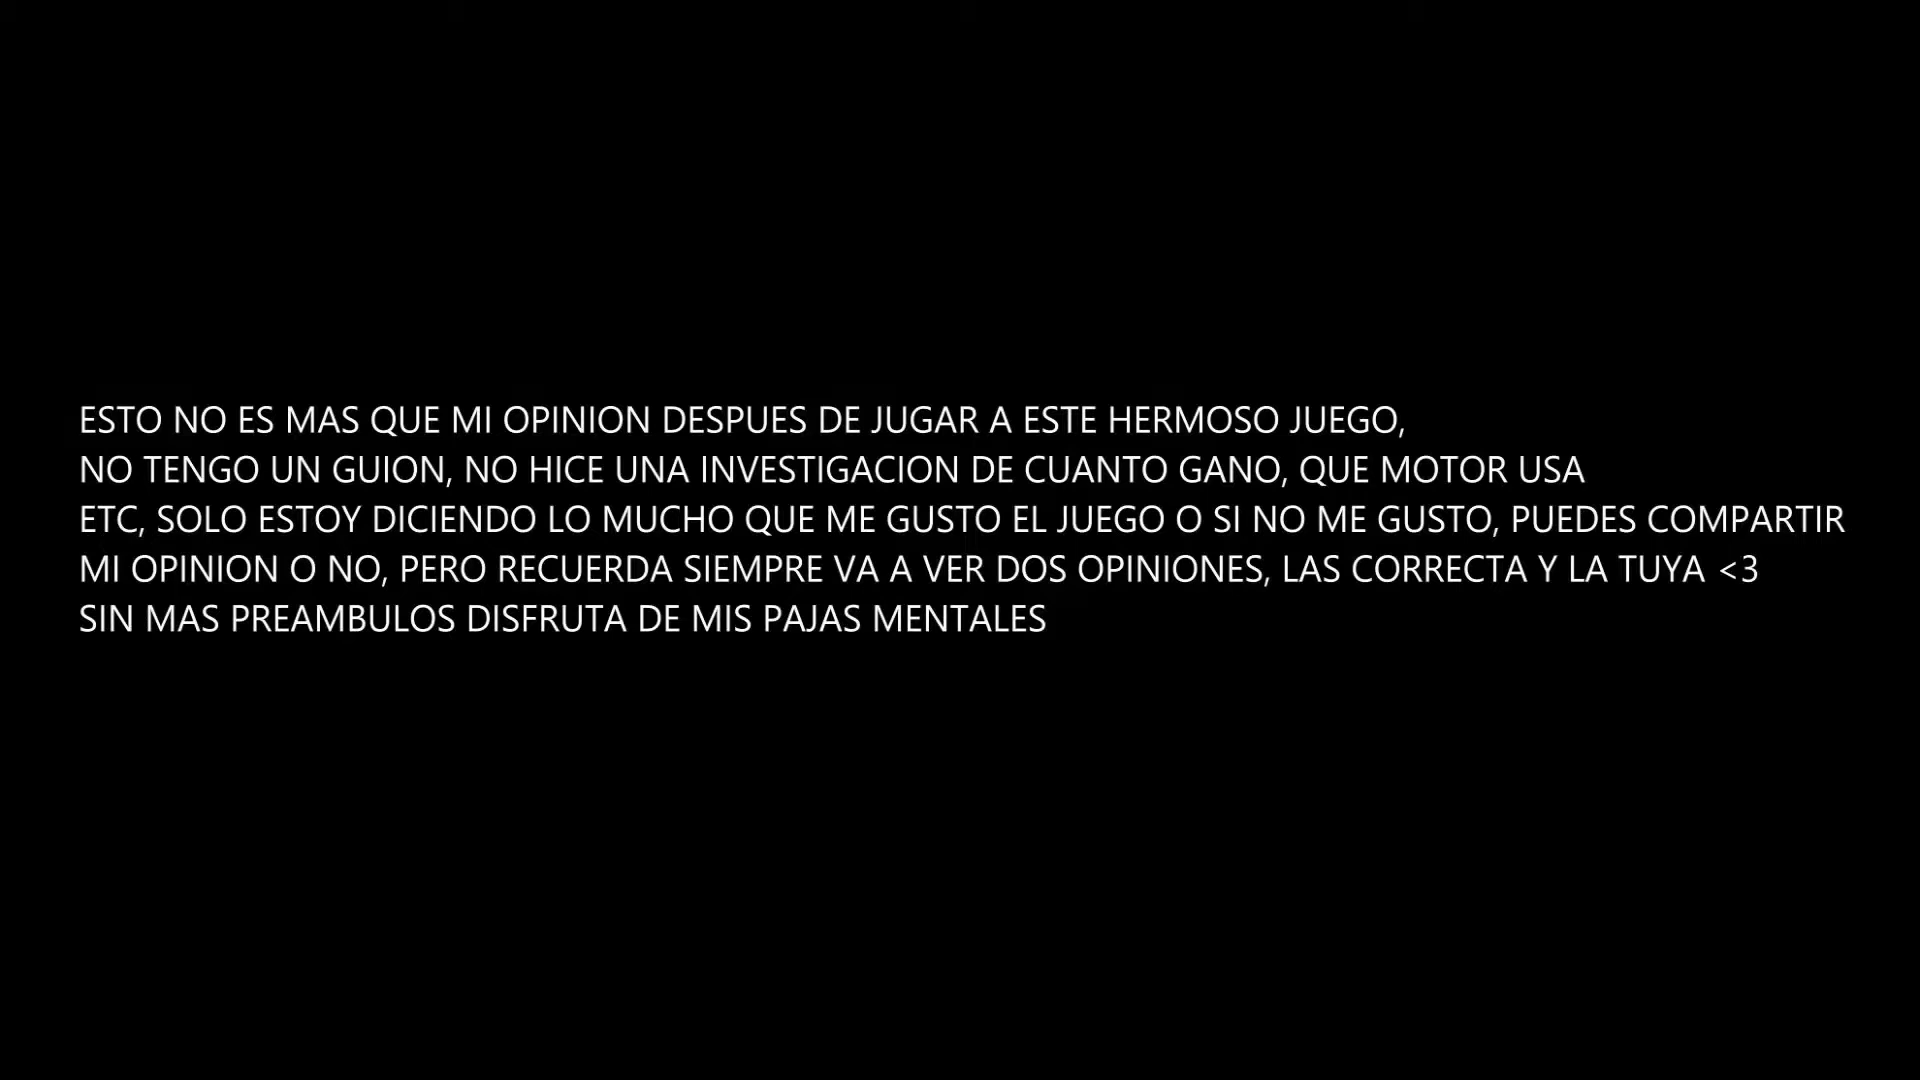 ESTO NO ES MAS QUE MI OPINION DESPUES DE JUGAR A ESTE HERMOSO JUEGO,
NO TENGO UN GUION, NO HICE UNA INVESTIGACION DE CUANTO GANO, QUE MOTOR USA
ETC, SOLO ESTOY DICIENDO LO MUCHO QUE ME GUSTO EL JUEGO O SI NO ME GUSTO, PUEDES COMPARTIR
MI OPINION O NO, PERO RECUERDA SIEMPRE VA A VER DOS OPINIONES, LAS CORRECTA Y LA TUYA <3
SIN MAS PREAMBULOS DISFRUTA DE MIS PAJAS MENTALES